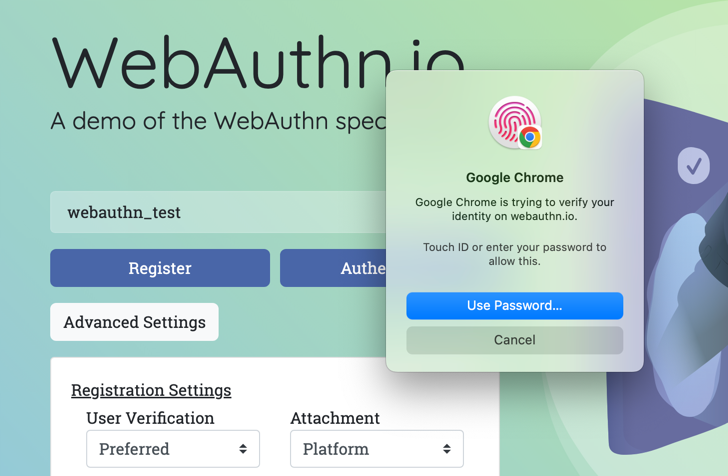 WebAuthn.io
A demo of the WebAuthn spec
webauthn_test
Register
Authe
Advanced Settings
Registration Settings
User Verification
Attachment
Preferred
Platform
Google Chrome
Google Chrome is trying to verify your
identity on webauthn.io.
Touch ID or enter your password to
allow this.
Use Password...
Cancel